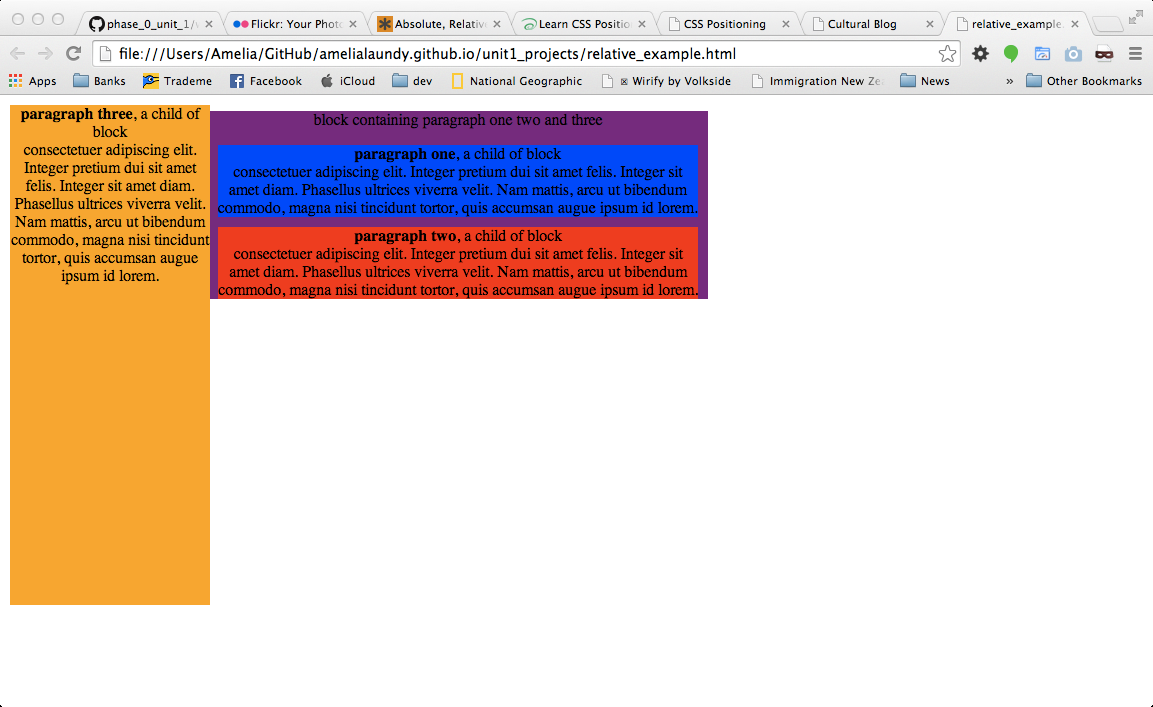 phase_0_unit_1/
Flickr: Your Phot
Absolute, Relativ
Learn CSS Positio
CSS Positioning
Cultural Blog
relative_example.
file:///Users/Amelia/GitHub/amelialaundy.github.io/unit1_projects/relative_example.html
Apps
Banks
Trademe
Facebook
iCloud
dev
National Geographic
Wirify by Volkside
Immigration New Ze
News
»
Other Bookmarks
paragraph three, a child of
block
consectetuer adipiscing elit.
Integer pretium dui sit amet
felis. Integer sit amet diam.
Phasellus ultrices viverra velit.
Nam mattis, arcu ut bibendum
commodo, magna nisi tincidunt
tortor, quis accumsan augue
ipsum id lorem.
block containing paragraph one two and three
paragraph one, a child of block
consectetuer adipiscing elit. Integer pretium dui sit amet felis. Integer sit
amet diam. Phasellus ultrices viverra velit. Nam mattis, arcu ut bibendum
commodo, magna nisi tincidunt tortor, quis accumsan augue ipsum id lorem.
paragraph two, a child of block
consectetuer adipiscing elit. Integer pretium dui sit amet felis. Integer sit
amet diam. Phasellus ultrices viverra velit. Nam mattis, arcu ut bibendum
commodo, magna nisi tincidunt tortor, quis accumsan augue ipsum id lorem.